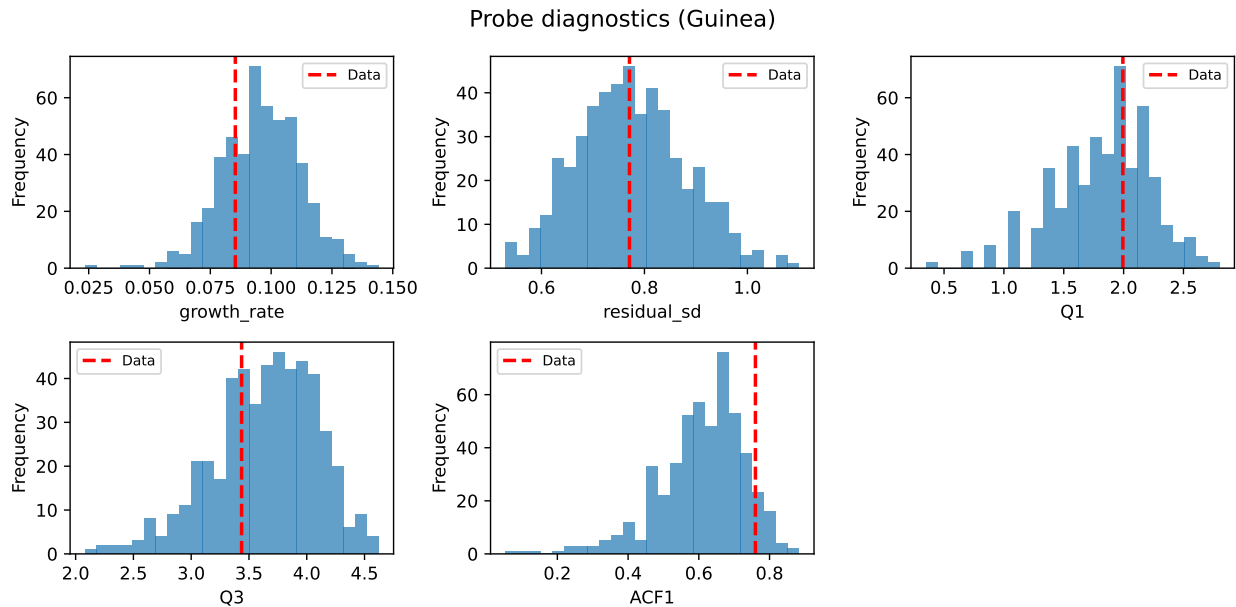 Probe diagnostics (Guinea)
Frequency
60
40
20
0
Data
0.025 0.050 0.075 0.100 0.125 0.150
growth_rate
Frequency
40
30
20
10
0
Data
0.6 0.8 1.0
residual_sd
Frequency
60
40
20
0
Data
0.5 1.0 1.5 2.0 2.5
Q1
Frequency
40
30
20
10
0
Data
2.0 2.5 3.0 3.5 4.0 4.5
Q3
Frequency
60
40
20
0
Data
0.2 0.4 0.6 0.8
ACF1